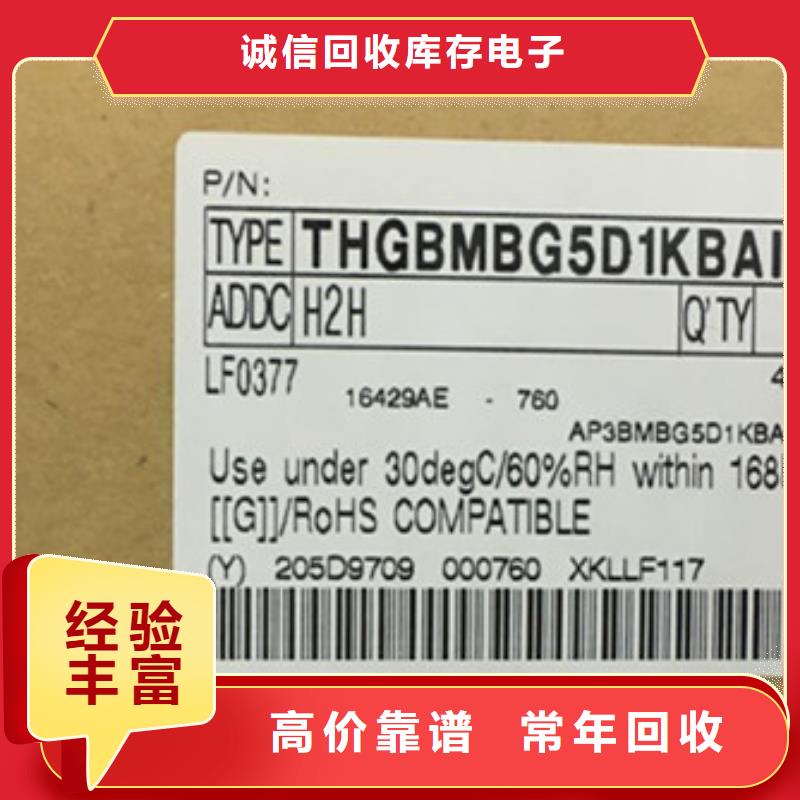 诚信回收库存电子
P/N:
TYPE THGBMBG5D1KBAI
ADDC H2H Q'TY
LF0377
16429AE - 760
AP3BMBG5D1KBA
Use under 30degC/60%RH within 168
[[G]]/RoHS COMPATIBLE
(Y) 205D9709 000760 XKLLF117
经验
丰富
高价靠谱 常年回收